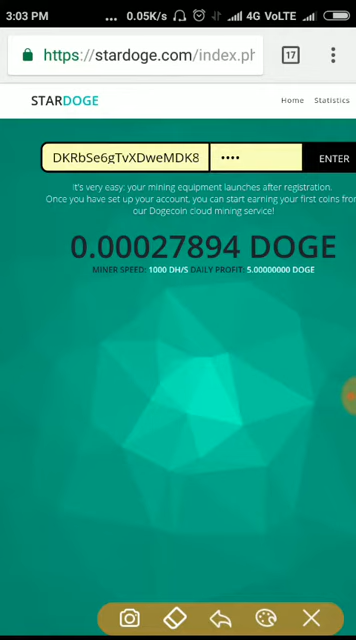 3:03 PM ... 0.05K/s 4G VoLTE
https://stardoge.com/index.ph 17
STARDOGE Home Statistics
DKRbSe6gTvXDweMDK8 •••• ENTER
It's very easy: your mining equipment launches after registration.
Once you have set up your account, you can start earning your first coins from
our Dogecoin cloud mining service!
0.00027894 DOGE
MINER SPEED: 1000 DH/S DAILY PROFIT: 5.00000000 DOGE